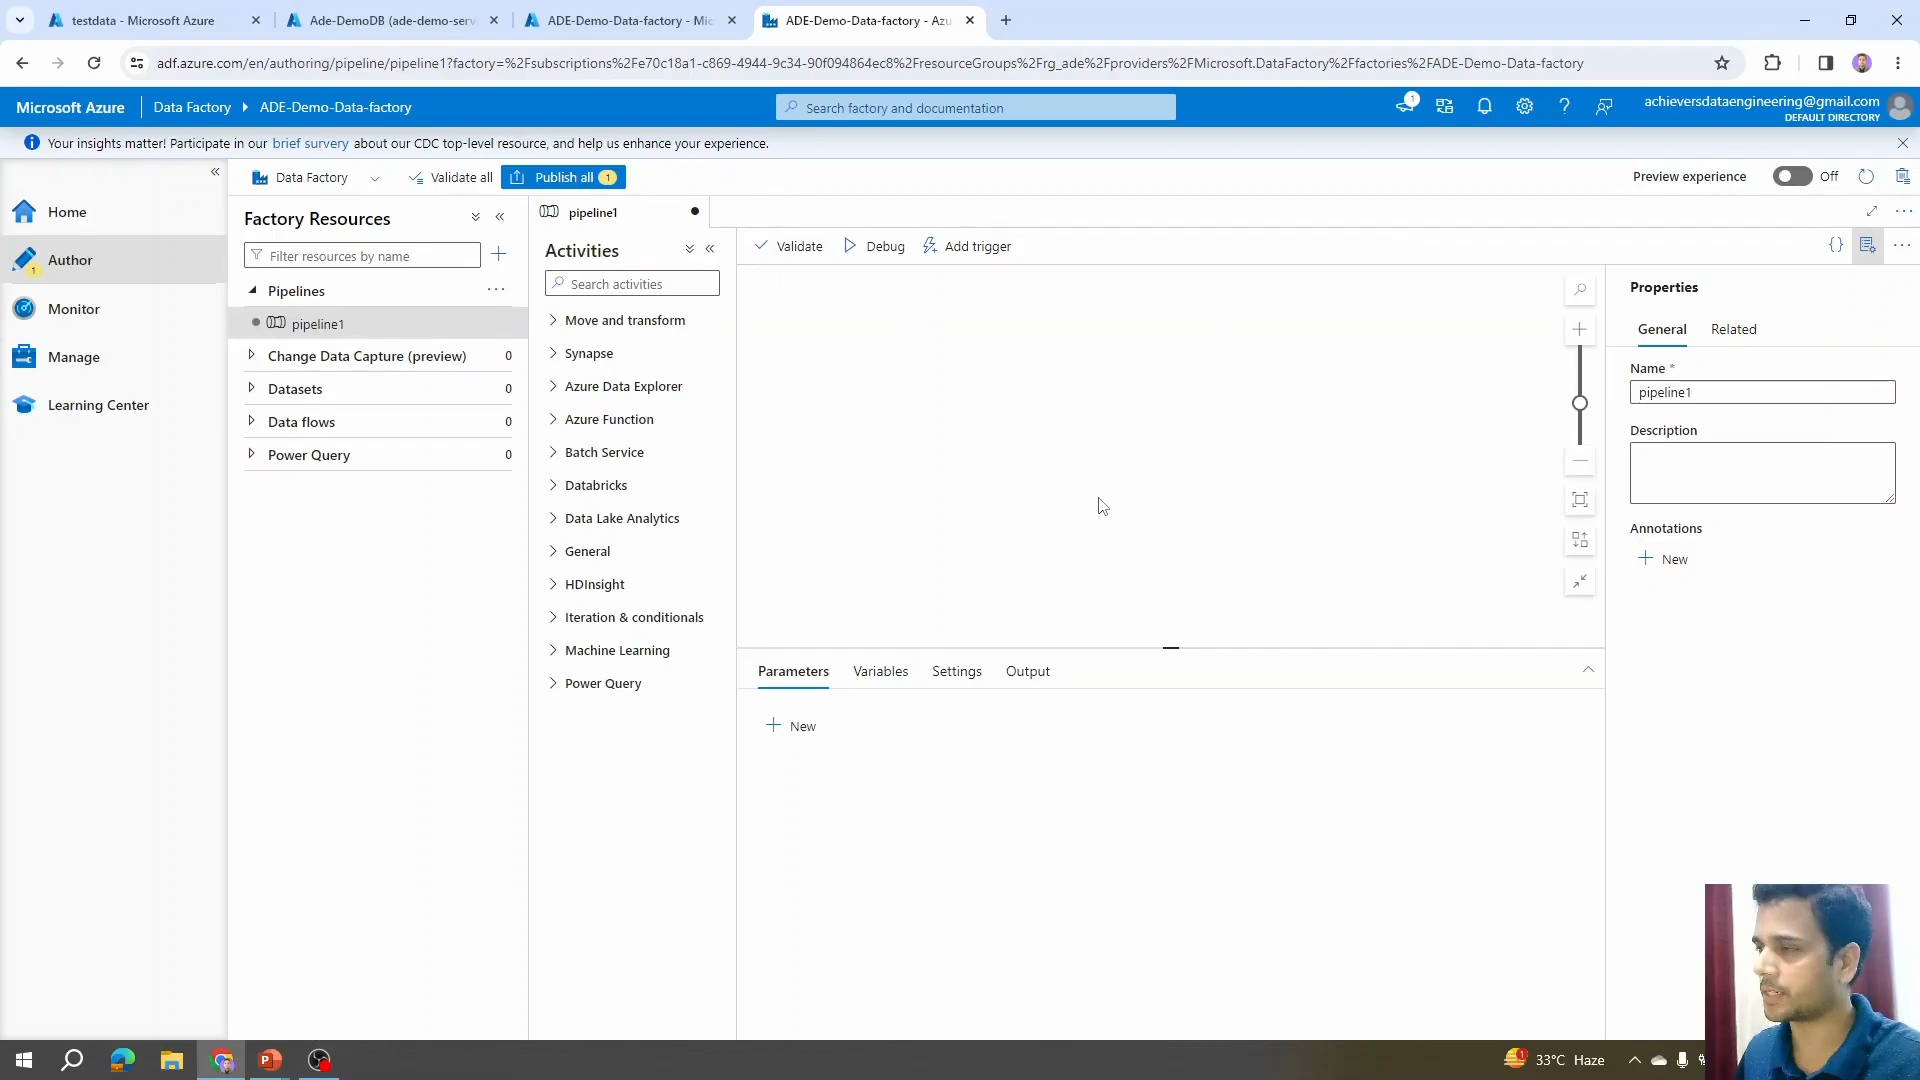 testdata - Microsoft Azure
Ade-DemoDB (ade-demo-serv
ADE-Demo-Data-factory - Mic
ADE-Demo-Data-factory - Azu
adf.azure.com/en/authoring/pipeline/pipeline1?factory=%2Fsubscriptions%2Fe70c18a1-c869-4944-9c34-90f094864ec8%2FresourceGroups%2Frg_ade%2Fproviders%2FMicrosoft.DataFactory%2Ffactories%2FADE-Demo-Data-factory
Microsoft Azure
Data Factory
ADE-Demo-Data-factory
Search factory and documentation
1
achieversdataengineering@gmail.com
DEFAULT DIRECTORY
Your insights matter! Participate in our brief survey about our CDC top-level resource, and help us enhance your experience.
Home
Author
1
Monitor
Manage
Learning Center
Data Factory
Validate all
Publish all 1
Preview experience
Off
Factory Resources
Filter resources by name
Pipelines
pipeline1
Change Data Capture (preview) 0
Datasets 0
Data flows 0
Power Query 0
pipeline1
Activities
Search activities
Move and transform
Synapse
Azure Data Explorer
Azure Function
Batch Service
Databricks
Data Lake Analytics
General
HDInsight
Iteration & conditionals
Machine Learning
Power Query
Validate
Debug
Add trigger
Parameters
Variables
Settings
Output
New
Properties
General
Related
Name *
pipeline1
Description
Annotations
New
1
33°C Haze